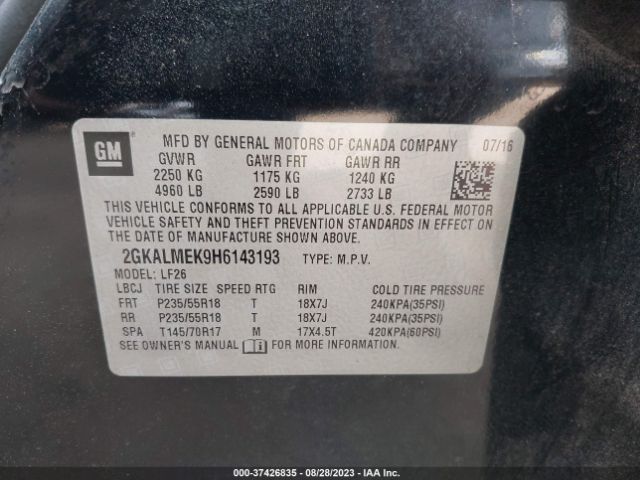 GM
MFD BY GENERAL MOTORS OF CANADA COMPANY 07/16
GVWR GAWR FRT GAWR RR
2250 KG 1175 KG 1240 KG
4960 LB 2590 LB 2733 LB
THIS VEHICLE CONFORMS TO ALL APPLICABLE U.S. FEDERAL MOTOR
VEHICLE SAFETY AND THEFT PREVENTION STANDARDS IN EFFECT ON
THE DATE OF MANUFACTURE SHOWN ABOVE.
2GKALMEK9H6143193 TYPE: M.P.V.
MODEL: LF26
LBCJ TIRE SIZE SPEED RTG RIM COLD TIRE PRESSURE
FRT P235/55R18 T 18X7J 240KPA(35PSI)
RR P235/55R18 T 18X7J 240KPA(35PSI)
SPA T145/70R17 M 17X4.5T 420KPA(60PSI)
SEE OWNER'S MANUAL FOR MORE INFORMATION.
000-37426835 - 08/28/2023 - IAAI.COM